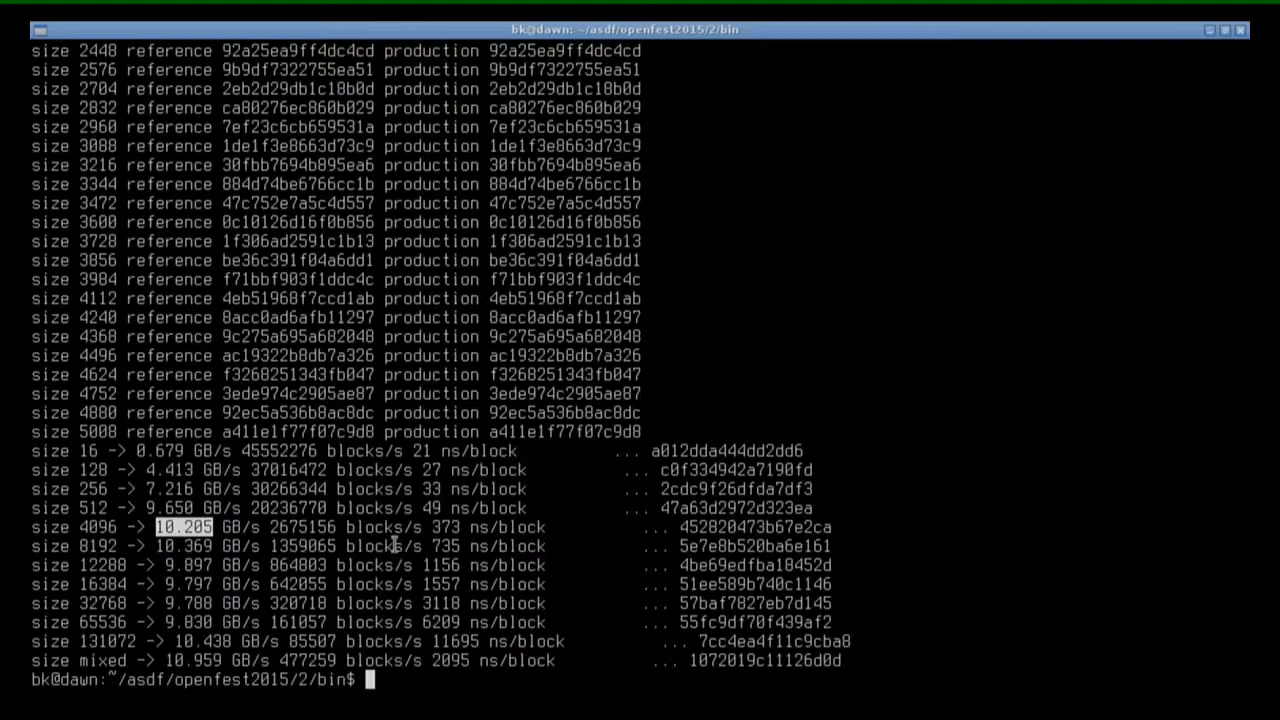 bk@dawn: ~/asdf/openfest2015/2/bin
size 2448 reference 92a25ea9ff4dc4cd production 92a25ea9ff4dc4cd
size 2576 reference 9b9df7322755ea51 production 9b9df7322755ea51
size 2704 reference 2eb2d29db1c18b0d production 2eb2d29db1c18b0d
size 2832 reference ca80276ec860b029 production ca80276ec860b029
size 2960 reference 7ef23c6cb659531a production 7ef23c6cb659531a
size 3088 reference 1de1f3e8663d73c9 production 1de1f3e8663d73c9
size 3216 reference 30fbb7694b895ea6 production 30fbb7694b895ea6
size 3344 reference 884d74be6766cc1b production 884d74be6766cc1b
size 3472 reference 47c752e7a5c4d557 production 47c752e7a5c4d557
size 3600 reference 0c10126d16f0b856 production 0c10126d16f0b856
size 3728 reference 1f306ad2591c1b13 production 1f306ad2591c1b13
size 3856 reference be36c391f04a6dd1 production be36c391f04a6dd1
size 3984 reference f71bbf903f1ddc4c production f71bbf903f1ddc4c
size 4112 reference 4eb51968f7ccd1ab production 4eb51968f7ccd1ab
size 4240 reference 8acc0ad6afb11297 production 8acc0ad6afb11297
size 4368 reference 9c275a695a682048 production 9c275a695a682048
size 4496 reference ac19322b8db7a326 production ac19322b8db7a326
size 4624 reference f3268251343fb047 production f3268251343fb047
size 4752 reference 3ede974c2905ae87 production 3ede974c2905ae87
size 4880 reference 92ec5a536b8ac8dc production 92ec5a536b8ac8dc
size 5008 reference a411e1f77f07c9d8 production a411e1f77f07c9d8
size 16 -> 0.679 GB/s 45552276 blocks/s 21 ns/block ... a012dda444dd2dd6
size 128 -> 4.413 GB/s 37016472 blocks/s 27 ns/block ... c0f334942a7190fd
size 256 -> 7.216 GB/s 30266344 blocks/s 33 ns/block ... 2cdc9f26dfda7df3
size 512 -> 9.650 GB/s 20236770 blocks/s 49 ns/block ... 47a63d2972d323ea
size 4096 -> 10.205 GB/s 2675156 blocks/s 373 ns/block ... 452820473b67e2ca
size 8192 -> 10.369 GB/s 1359065 blocks/s 735 ns/block ... 5e7e8b520ba6e161
size 12288 -> 9.897 GB/s 864803 blocks/s 1156 ns/block ... 4be69edfba18452d
size 16384 -> 9.797 GB/s 642055 blocks/s 1557 ns/block ... 51ee589b740c1146
size 32768 -> 9.788 GB/s 320718 blocks/s 3118 ns/block ... 57baf7827eb7d145
size 65536 -> 9.830 GB/s 161057 blocks/s 6209 ns/block ... 55fc9df70f439af2
size 131072 -> 10.438 GB/s 85507 blocks/s 11695 ns/block ... 7cc4ea4f11c9cba8
size mixed -> 10.959 GB/s 477259 blocks/s 2095 ns/block ... 1072019c11126d0d
bk@dawn:~/asdf/openfest2015/2/bin$